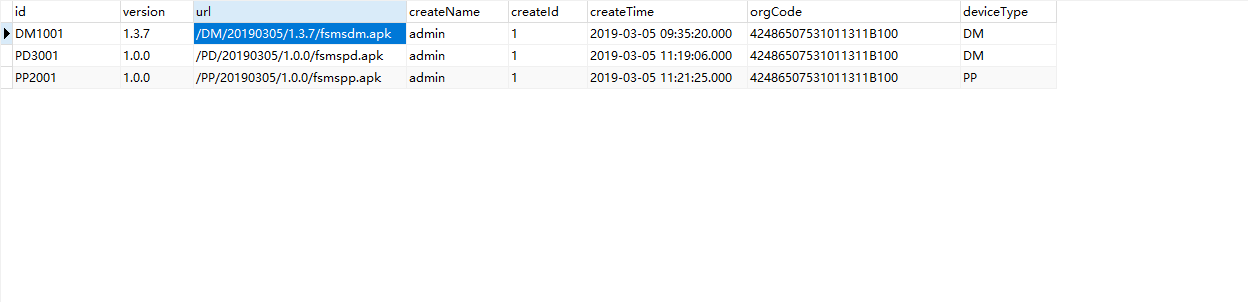 id version url createName createId createTime orgCode deviceType
DM1001 1.3.7 /DM/20190305/1.3.7/fsmsdm.apk admin 1 2019-03-05 09:35:20.000 42486507531011311B100 DM
PD3001 1.0.0 /PD/20190305/1.0.0/fsmspd.apk admin 1 2019-03-05 11:19:06.000 42486507531011311B100 DM
PP2001 1.0.0 /PP/20190305/1.0.0/fsmspp.apk admin 1 2019-03-05 11:21:25.000 42486507531011311B100 PP